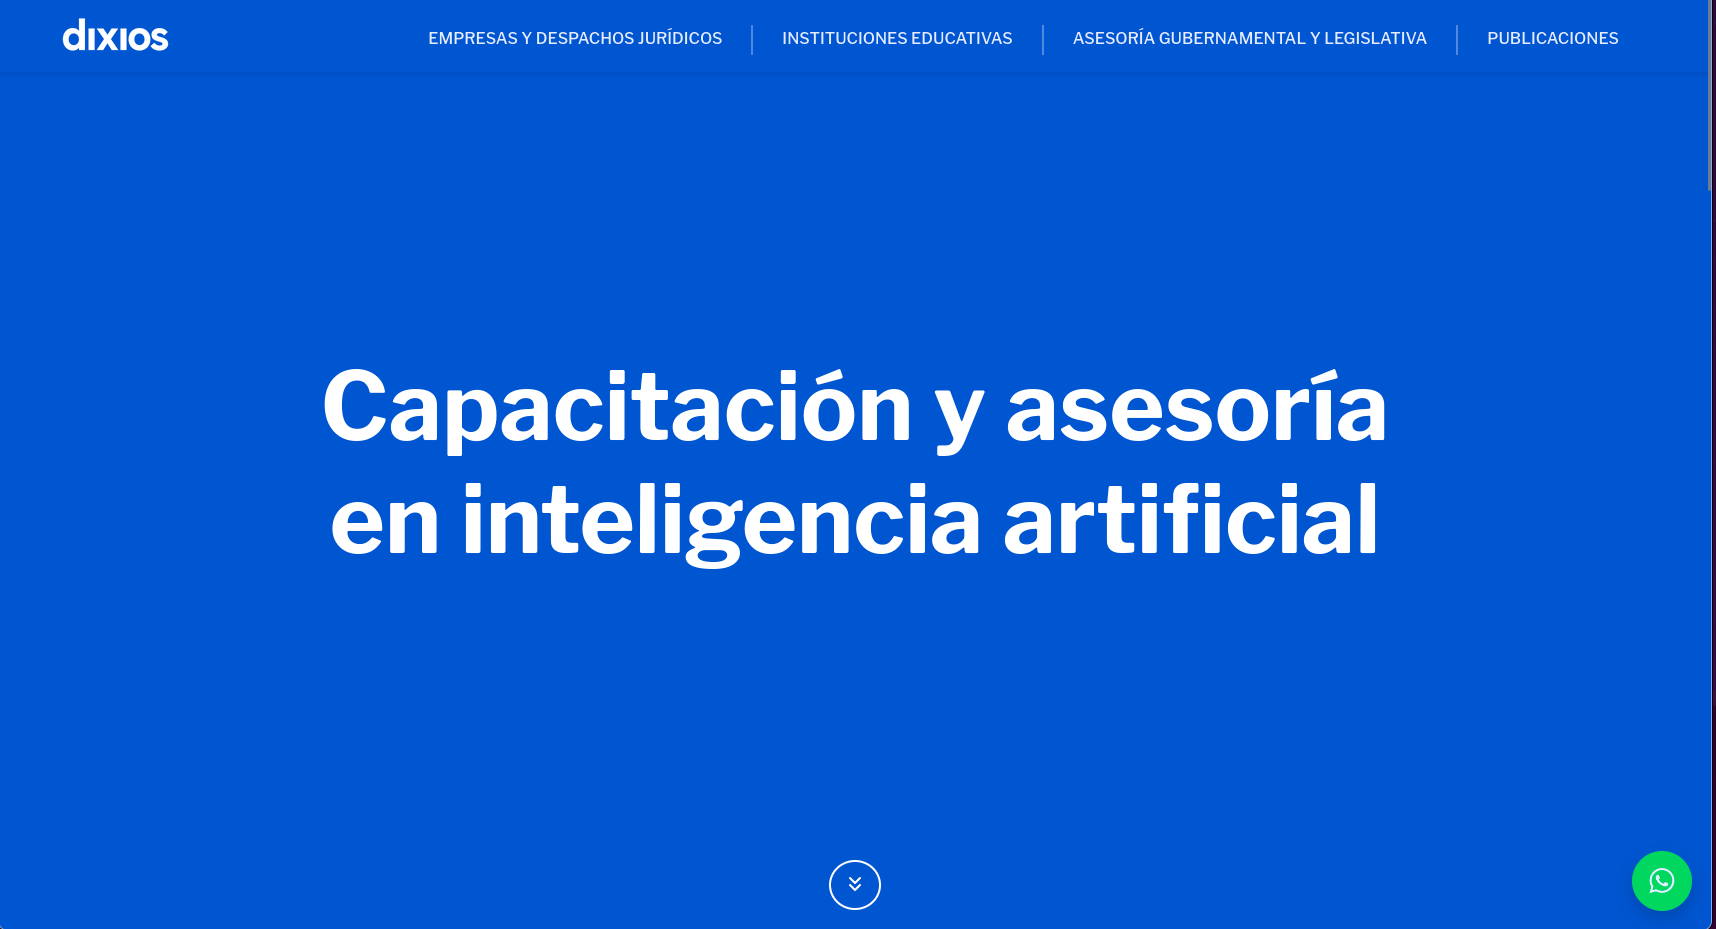 dixios
EMPRESAS Y DESPACHOS JURÍDICOS
INSTITUCIONES EDUCATIVAS
ASESORÍA GUBERNAMENTAL Y LEGISLATIVA
PUBLICACIONES
Capacitación y asesoría
en inteligencia artificial